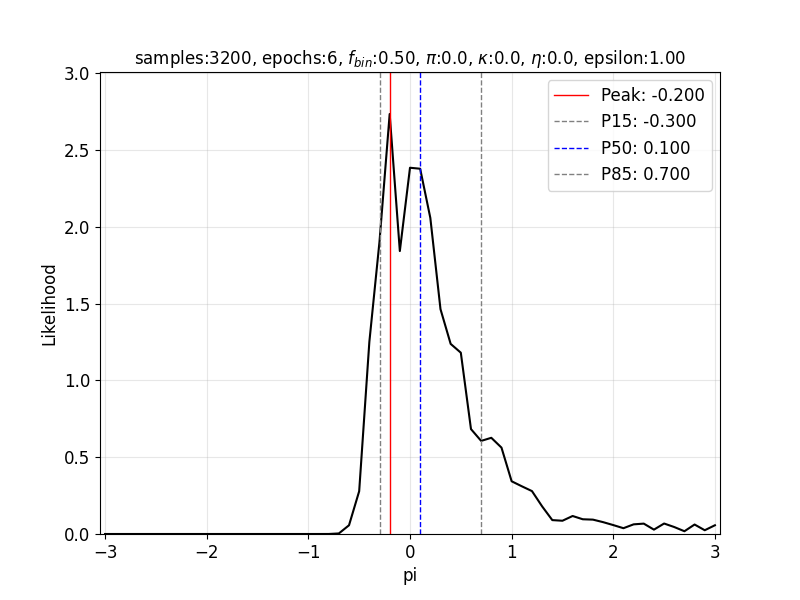 samples:3200, epochs:6, f_bin:0.50, π:0.0, κ:0.0, η:0.0, epsilon:1.00
Peak: -0.200
P15: -0.300
P50: 0.100
P85: 0.700
3.0
2.5
2.0
1.5
1.0
0.5
0.0
Likelihood
−3
−2
−1
0
1
2
3
pi